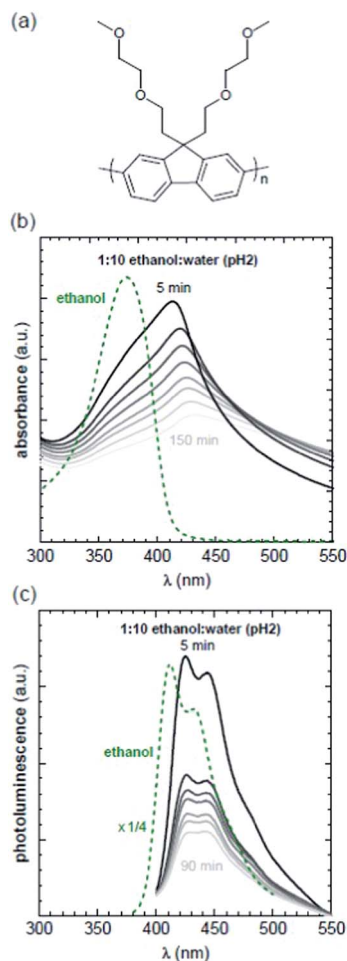 (a)
O
O
O
O
n
(b)
1:10 ethanol:water (pH2)
ethanol
5 min
150 min
absorbance (a.u.)
300 350 400 450 500 550
λ (nm)
(c)
1:10 ethanol:water (pH2)
5 min
ethanol
x 1/4
90 min
photoluminescence (a.u.)
300 350 400 450 500 550
λ (nm)